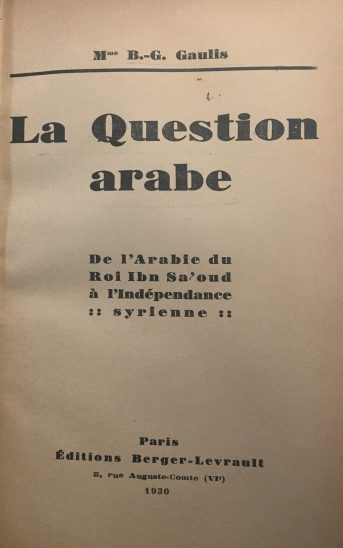 Mme B.-G. Gaulis
La Question
arabe
De l'Arabie du
Roi Ibn Sa'oud
à l'Indépendance
:: syrienne ::
Paris
Éditions Berger-Levrault
5, rue Auguste-Comte (VIe)
1930